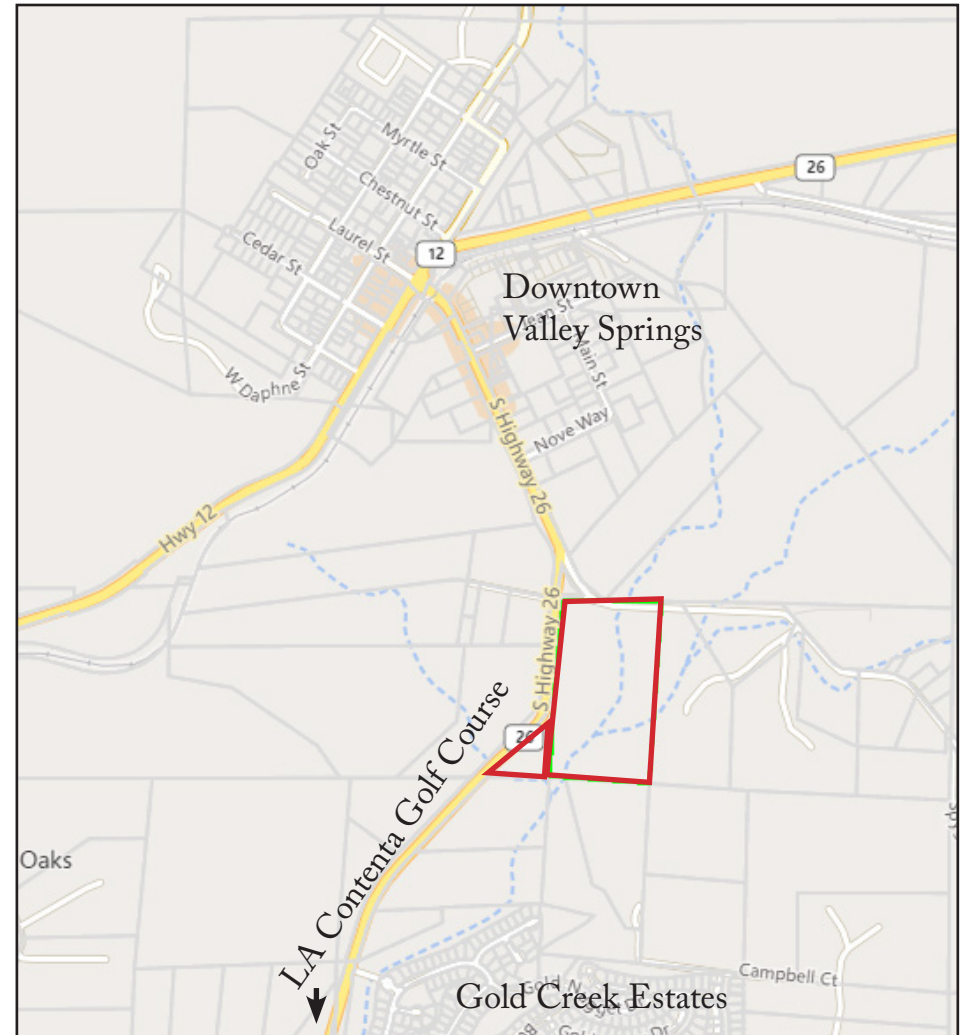 Oak St
Myrtle St
Chestnut St
Laurel St
Cedar St
26
12
Downtown
Valley Springs
Main St
W Daphne St
S Highway 26
Nove Way
Hwy 12
S Highway 26
26
LA Contenta Golf Course
Oaks
Campbell Ct
Gold Creek Estates
Dr